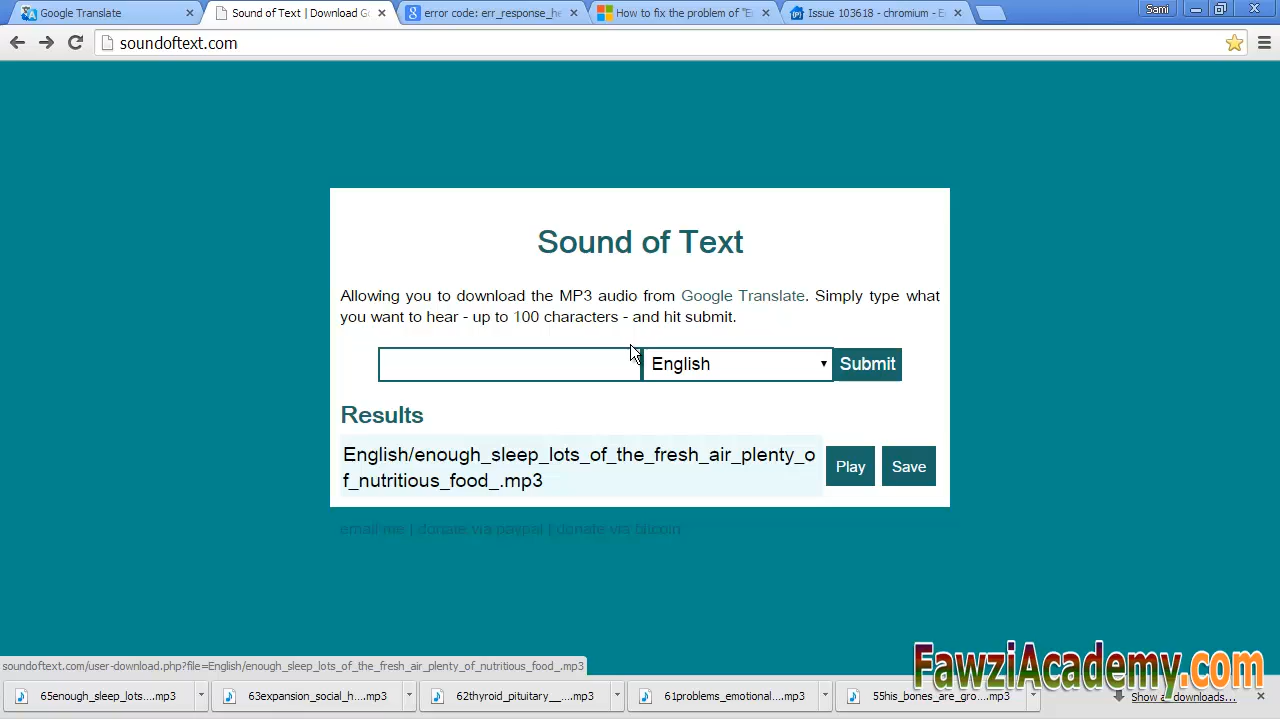 Google Translate
Sound of Text | Download Go
error code: err_response_he
How to fix the problem of "E
Issue 103618 - chromium - E
Sami
soundoftext.com
Sound of Text
Allowing you to download the MP3 audio from Google Translate. Simply type what
you want to hear - up to 100 characters - and hit submit.
English
Submit
Results
English/enough_sleep_lots_of_the_fresh_air_plenty_o
f_nutritious_food_.mp3
Play
Save
email me | donate via paypal | donate via bitcoin
soundoftext.com/user-download.php?file=English/enough_sleep_lots_of_the_fresh_air_plenty_of_nutritious_food_.mp3
FawziAcademy.com
65enough_sleep_lots....mp3
63expansion_social_h....mp3
62thyroid_pituitary__....mp3
61problems_emotional....mp3
55his_bones_are_gro....mp3
Show all downloads...